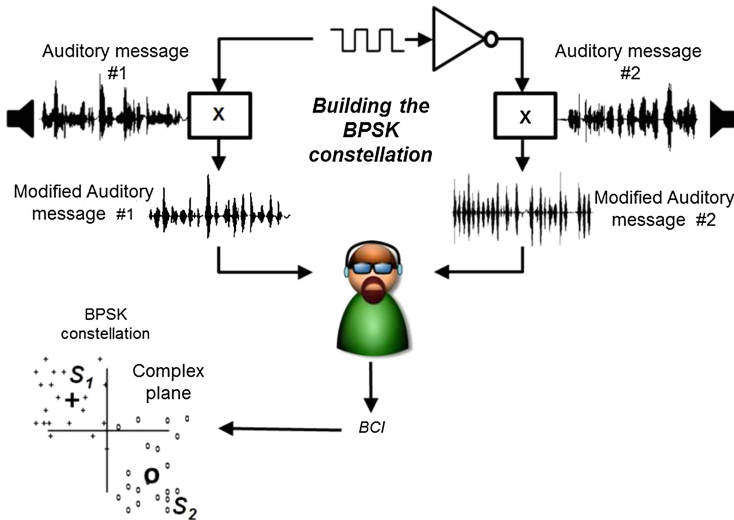 Auditory message
#1
Auditory message
#2
X
X
Building the
BPSK
constellation
Modified Auditory
message #1
Modified Auditory
message #2
BPSK
constellation
S1
Complex
plane
BCI
S2